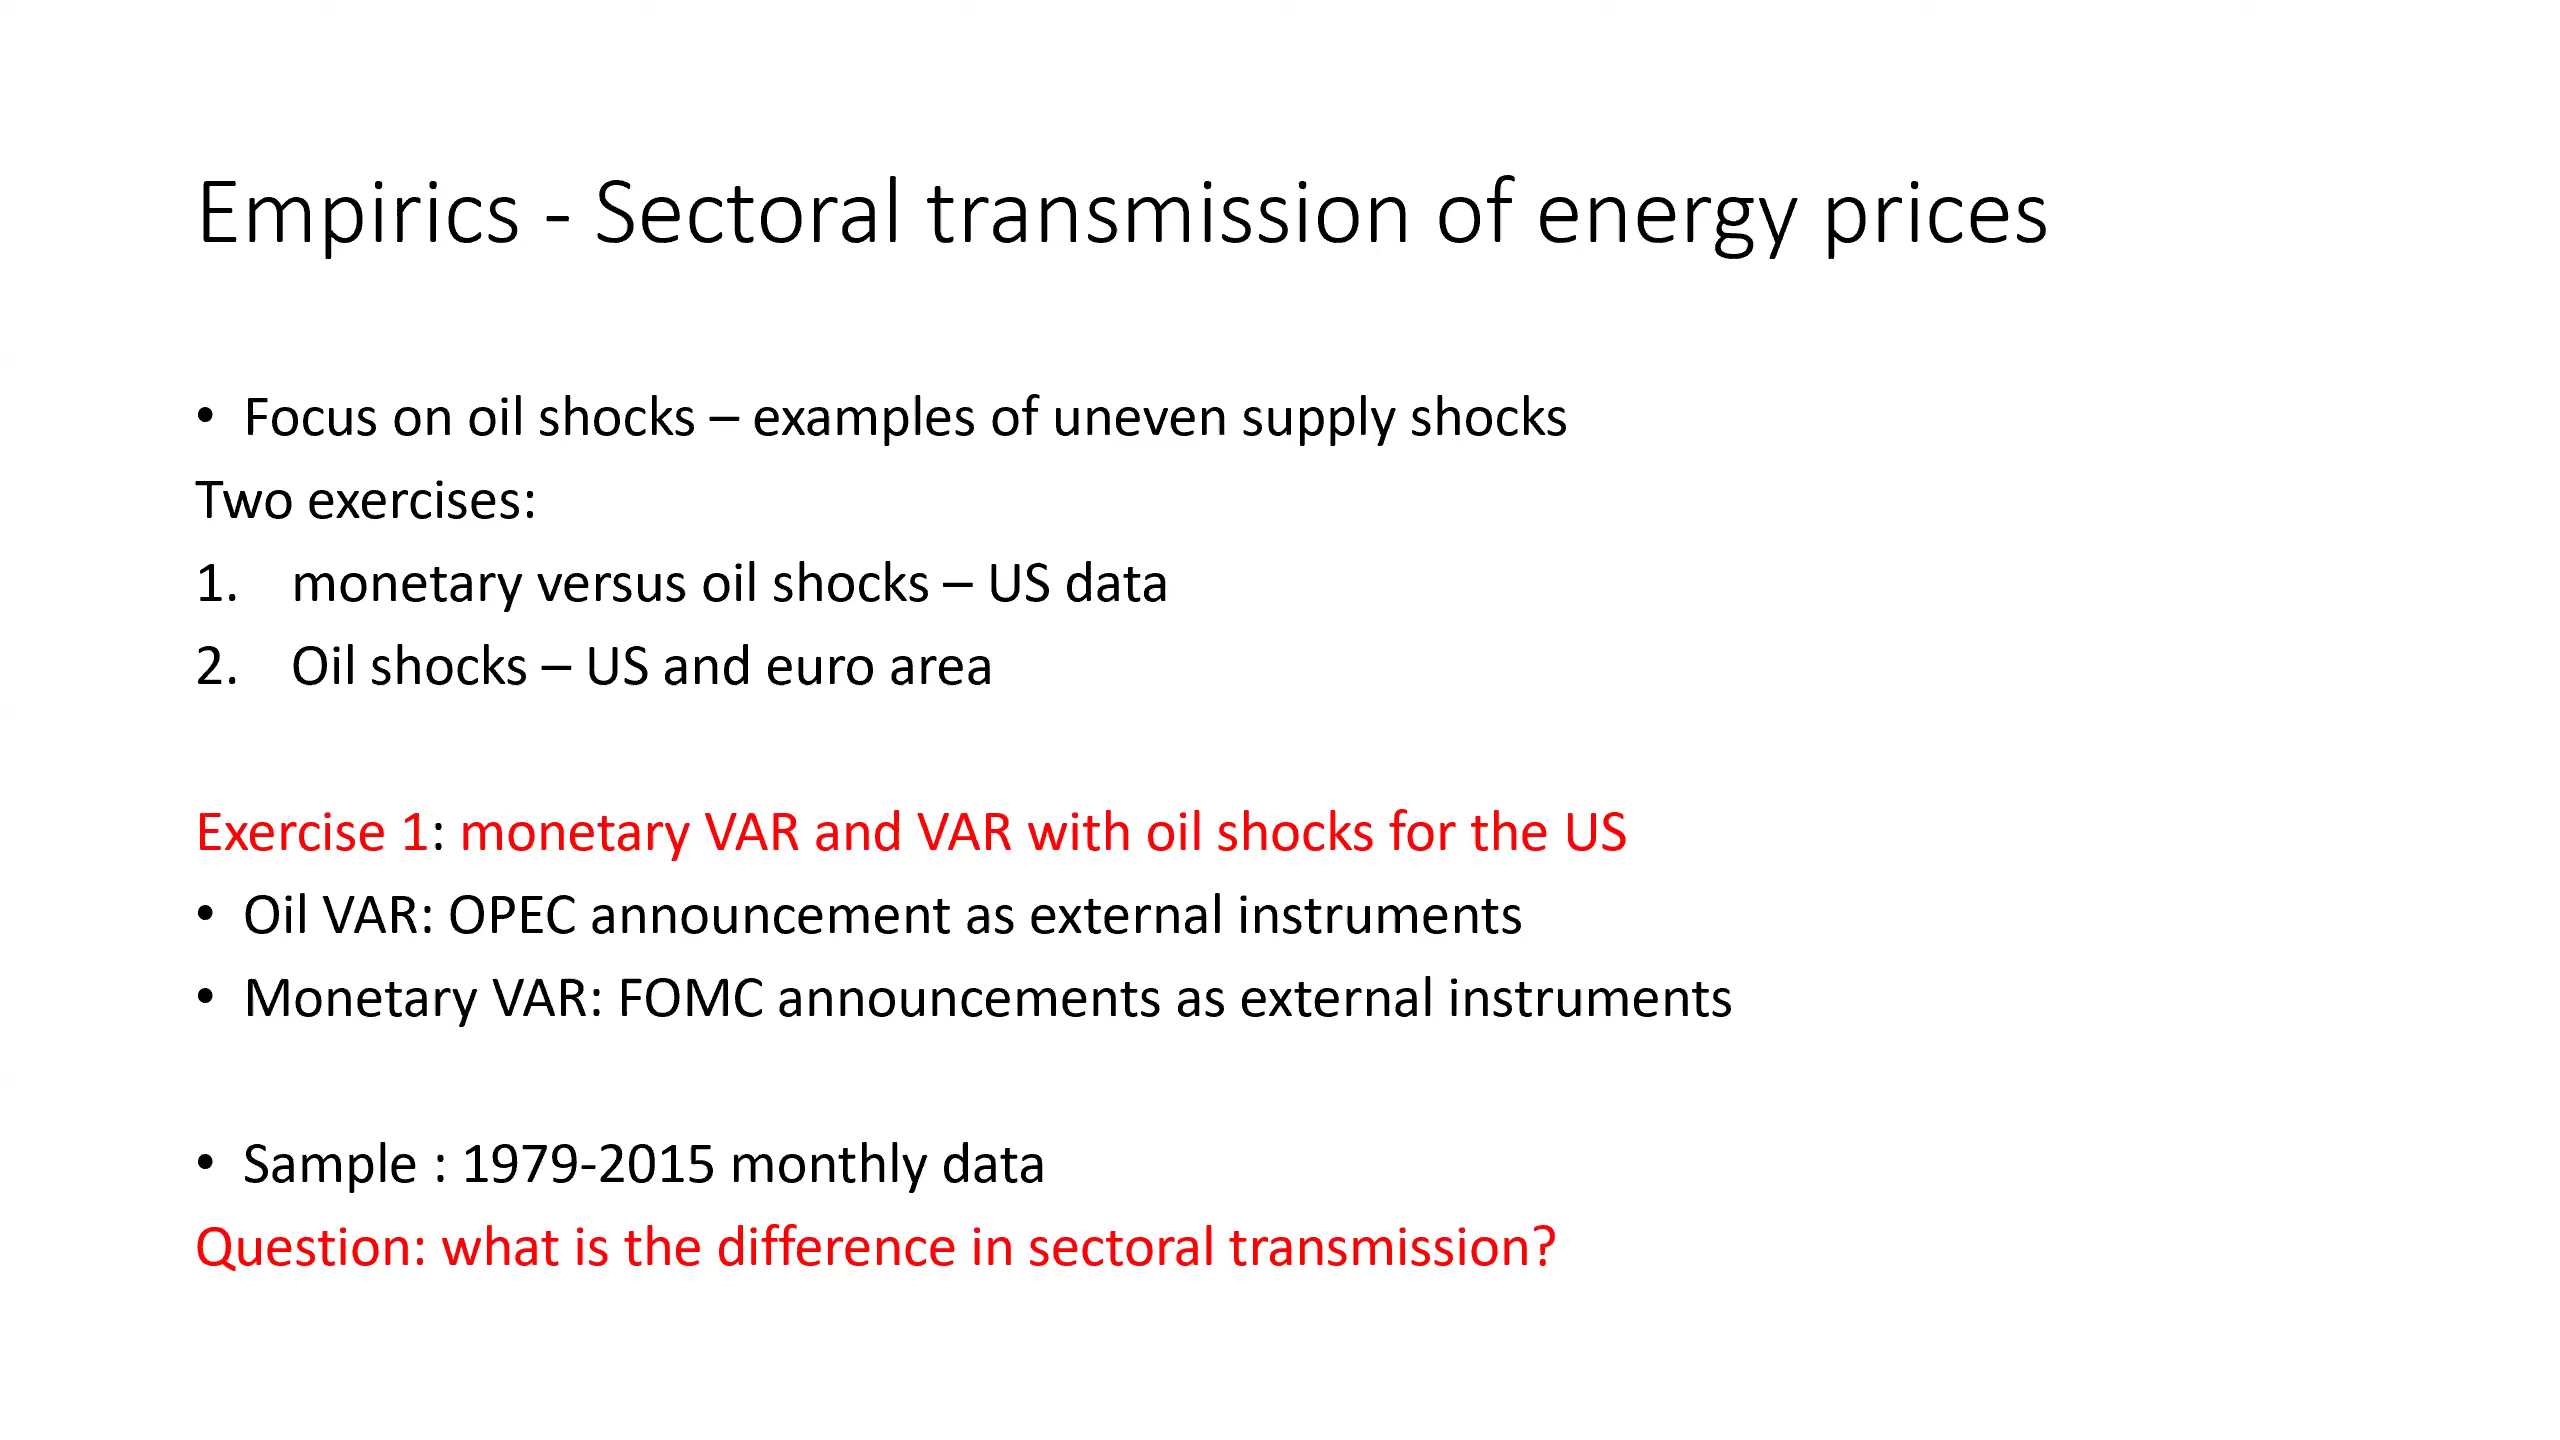 Empirics - Sectoral transmission of energy prices
• Focus on oil shocks – examples of uneven supply shocks
Two exercises:
1. monetary versus oil shocks – US data
2. Oil shocks – US and euro area
Exercise 1: monetary VAR and VAR with oil shocks for the US
• Oil VAR: OPEC announcement as external instruments
• Monetary VAR: FOMC announcements as external instruments
• Sample : 1979-2015 monthly data
Question: what is the difference in sectoral transmission?